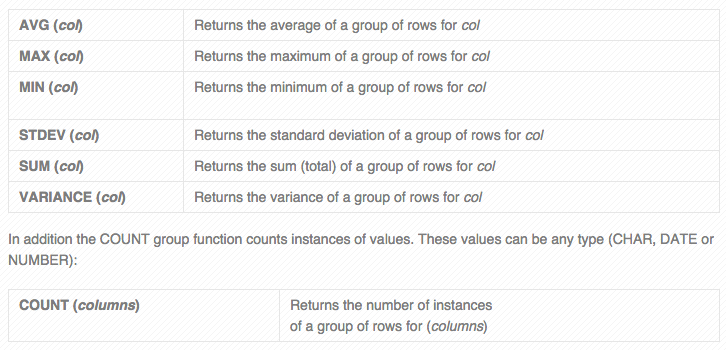 AVG (col) Returns the average of a group of rows for col
MAX (col) Returns the maximum of a group of rows for col
MIN (col) Returns the minimum of a group of rows for col
STDEV (col) Returns the standard deviation of a group of rows for col
SUM (col) Returns the sum (total) of a group of rows for col
VARIANCE (col) Returns the variance of a group of rows for col
In addition the COUNT group function counts instances of values. These values can be any type (CHAR, DATE or
NUMBER):
COUNT (columns) Returns the number of instances
of a group of rows for (columns)